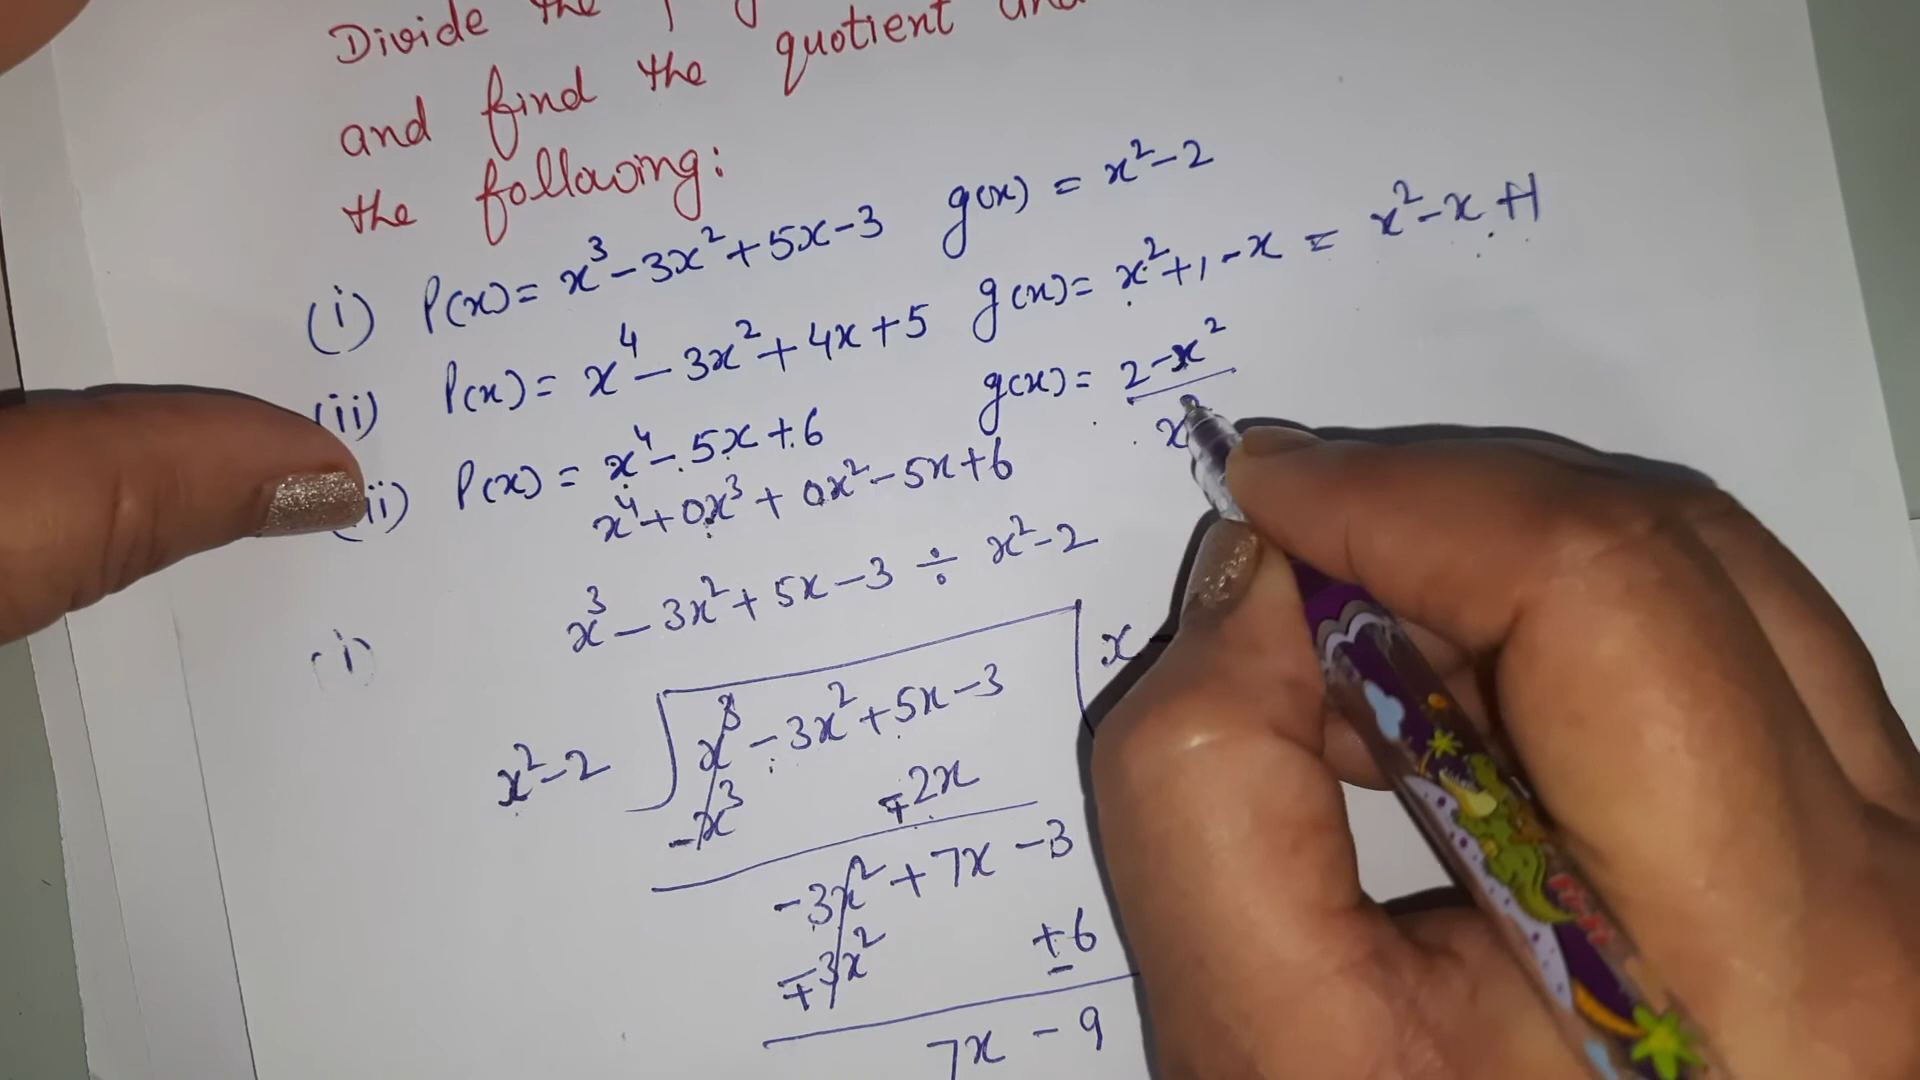 Divide the
and find the quotient and
the following:
(i) P(x) = x³ - 3x² + 5x - 3 g(x) = x² - 2
(ii) P(x) = x⁴ - 3x² + 4x + 5 g(x) = x² + 1 - x = x² - x + 1
ii) P(x) = x⁴ - 5x + 6 g(x) = 2 - x²
x⁴ + 0x³ + 0x² - 5x + 6
(i) x³ - 3x² + 5x - 3 ÷ x² - 2
x
x² - 2 x³ - 3x² + 5x - 3
-x³ 2x
-3x² + 7x - 3
3x² 6
7x - 9